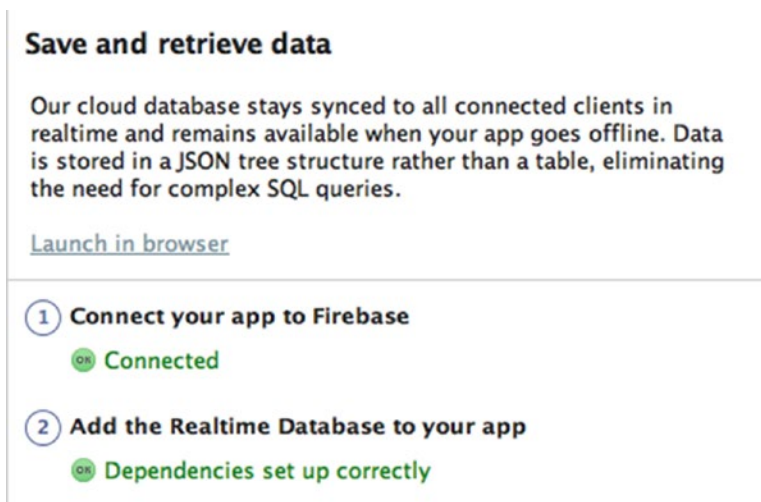 Save and retrieve data
Our cloud database stays synced to all connected clients in
realtime and remains available when your app goes offline. Data
is stored in a JSON tree structure rather than a table, eliminating
the need for complex SQL queries.
Launch in browser
1 Connect your app to Firebase
OK Connected
2 Add the Realtime Database to your app
OK Dependencies set up correctly